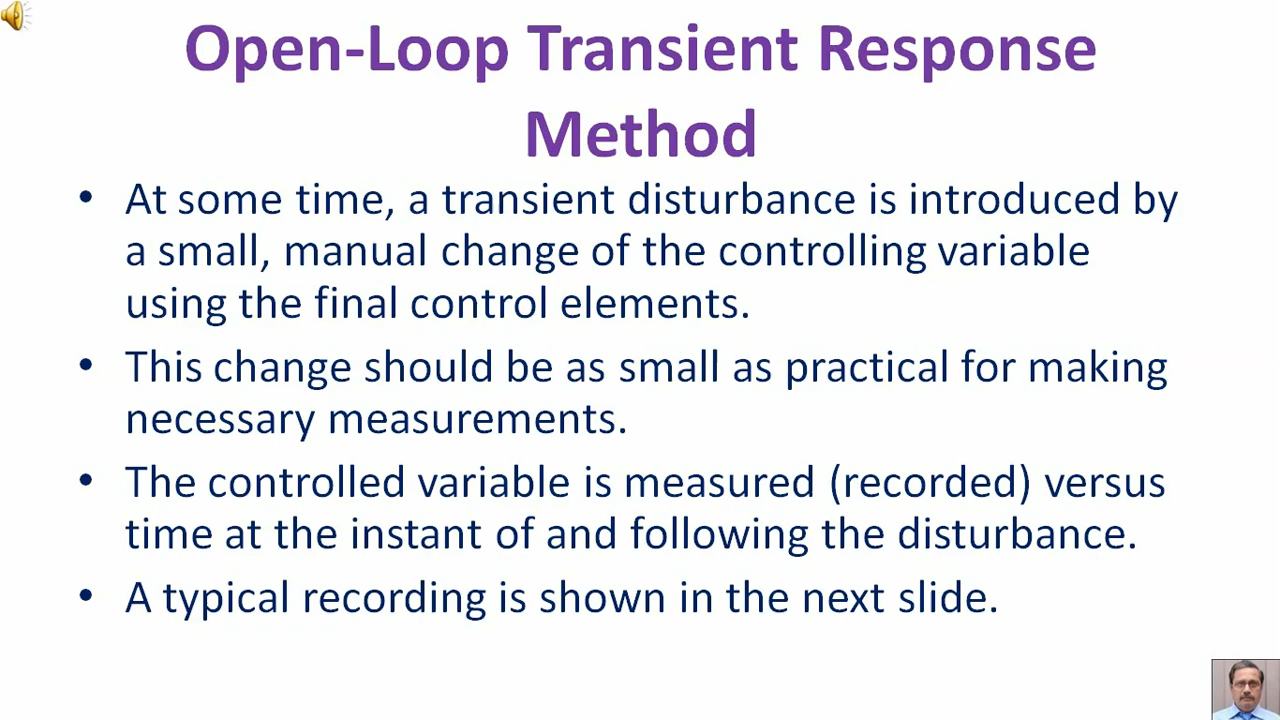 Open-Loop Transient Response
Method
• At some time, a transient disturbance is introduced by
a small, manual change of the controlling variable
using the final control elements.
• This change should be as small as practical for making
necessary measurements.
• The controlled variable is measured (recorded) versus
time at the instant of and following the disturbance.
• A typical recording is shown in the next slide.